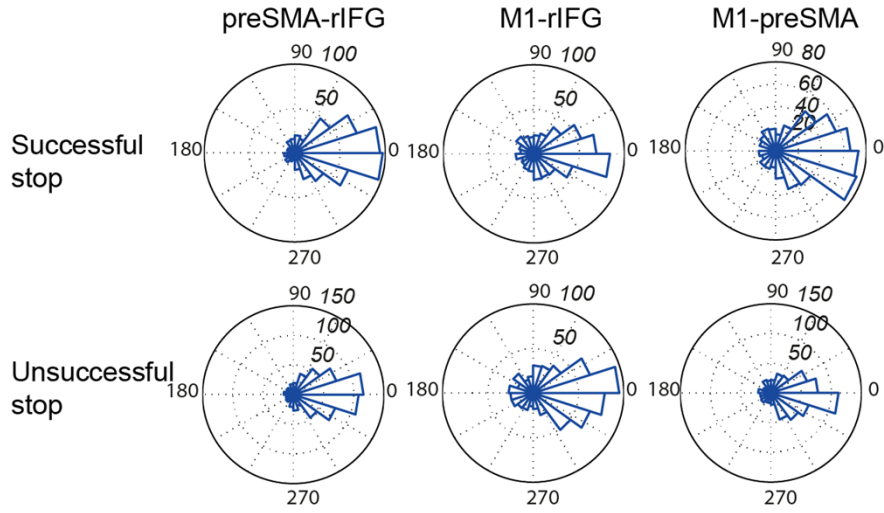 preSMA-rIFG M1-rIFG M1-preSMA
90 100 90 100 90 80
50 50 60
40
20
Successful
stop
180 0 180 0 180 0
270 270 270
90 150 90 100 90 150
100 50 100
50 50
Unsuccessful
stop
180 0 180 0 180 0
270 270 270